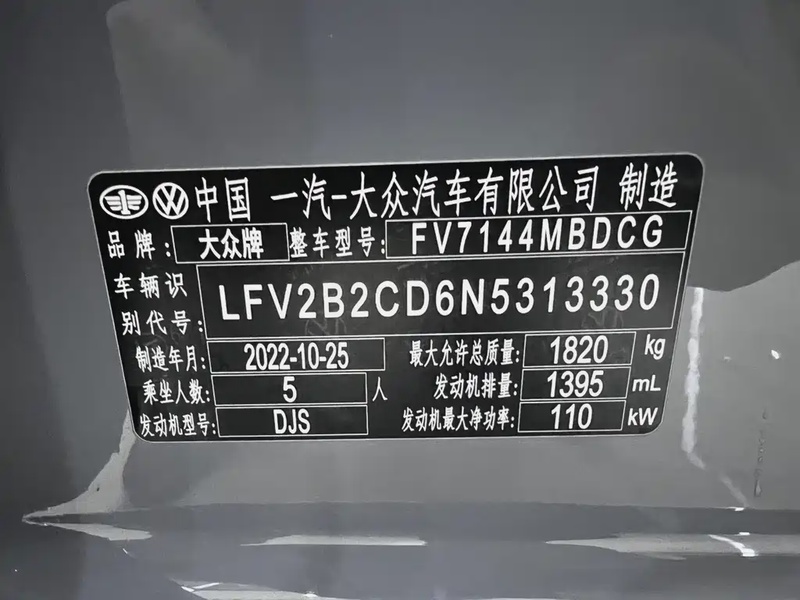 中国 一汽-大众汽车有限公司 制造
品牌: 大众牌 整车型号: FV7144MBDCG
车辆识别代号: LFV2B2CD6N5313330
制造年月: 2022-10-25 最大允许总质量: 1820 kg
乘坐人数: 5 人 发动机排量: 1395 mL
发动机型号: DJS 发动机最大净功率: 110 kW